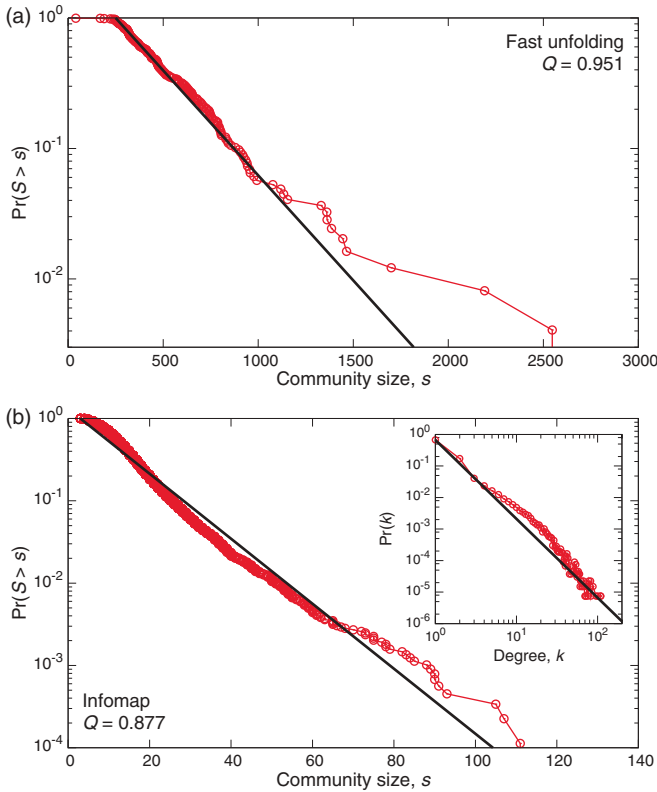 (a)
Fast unfolding
Q = 0.951
Pr(S > s)
10^0
10^-1
10^-2
0 500 1000 1500 2000 2500 3000
Community size, s
(b)
Pr(S > s)
10^0
10^-1
10^-2
10^-3
10^-4
Infomap
Q = 0.877
0 20 40 60 80 100 120 140
Community size, s
Pr(k)
10^0
10^-1
10^-2
10^-3
10^-4
10^-5
10^-6
10^0 10^1 10^2
Degree, k